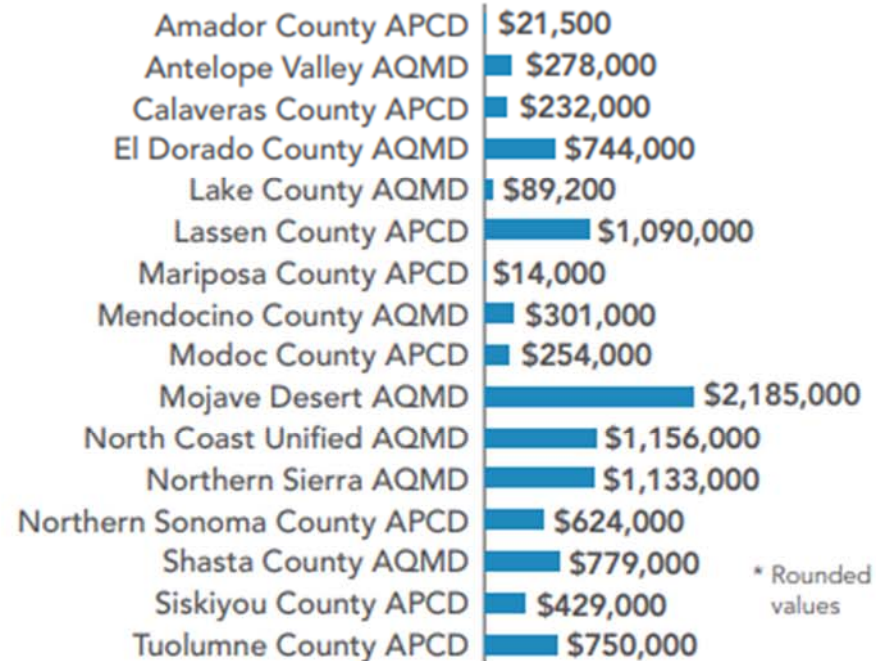 Amador County APCD $21,500
Antelope Valley AQMD $278,000
Calaveras County APCD $232,000
El Dorado County AQMD $744,000
Lake County AQMD $89,200
Lassen County APCD $1,090,000
Mariposa County APCD $14,000
Mendocino County AQMD $301,000
Modoc County APCD $254,000
Mojave Desert AQMD $2,185,000
North Coast Unified AQMD $1,156,000
Northern Sierra AQMD $1,133,000
Northern Sonoma County APCD $624,000
Shasta County AQMD $779,000
Siskiyou County APCD $429,000
Tuolumne County APCD $750,000
* Rounded
values